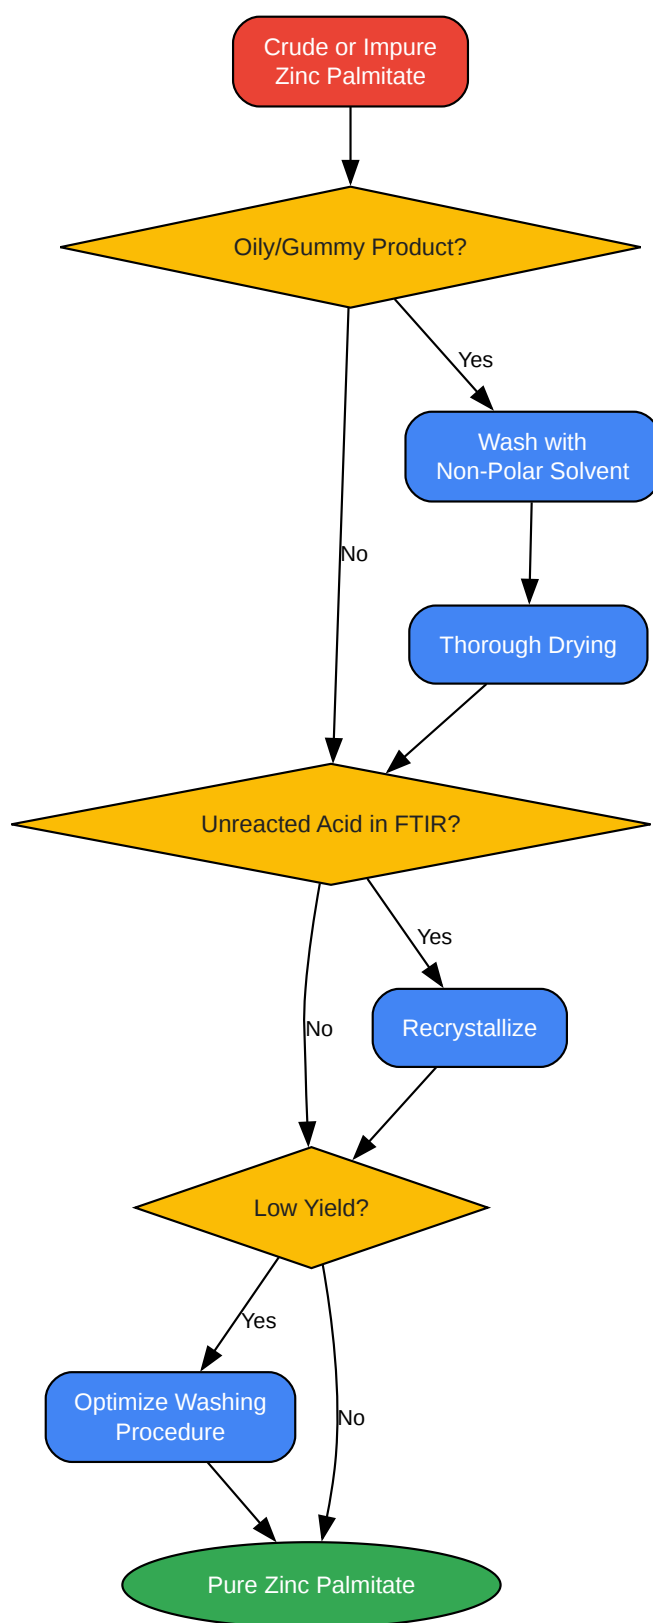 Crude or Impure
Zinc Palmitate
Oily/Gummy Product?
Yes
Wash with
Non-Polar Solvent
No
Thorough Drying
Unreacted Acid in FTIR?
Yes
No
Recrystallize
Low Yield?
Yes
Optimize Washing
Procedure
No
Pure Zinc Palmitate